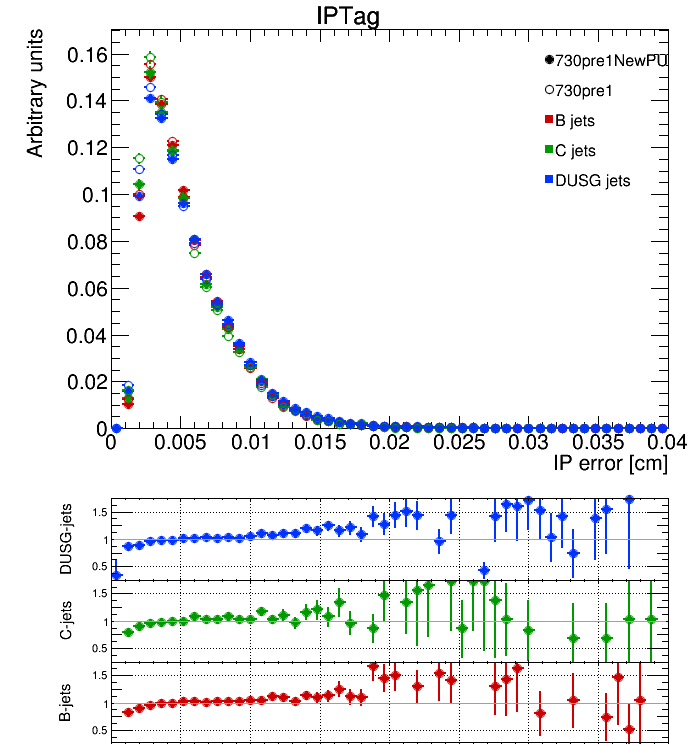 IPTag
Arbitrary units
0.16
0.14
0.12
0.1
0.08
0.06
0.04
0.02
0
730pre1NewPU
730pre1
B jets
C jets
DUSG jets
0 0.005 0.01 0.015 0.02 0.025 0.03 0.035 0.04
IP error [cm]
DUSG-jets
1.5
1
0.5
C-jets
1.5
1
0.5
B-jets
1.5
1
0.5